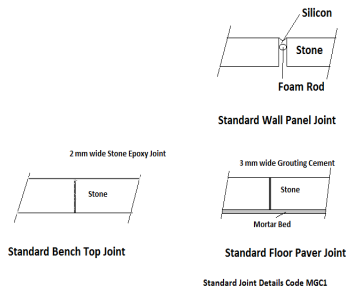 Silicon
Stone
Foam Rod
Standard Wall Panel Joint
2 mm wide Stone Epoxy Joint
Stone
Standard Bench Top Joint
3 mm wide Grouting Cement
Stone
Mortar Bed
Standard Floor Paver Joint
Standard Joint Details Code MGC1